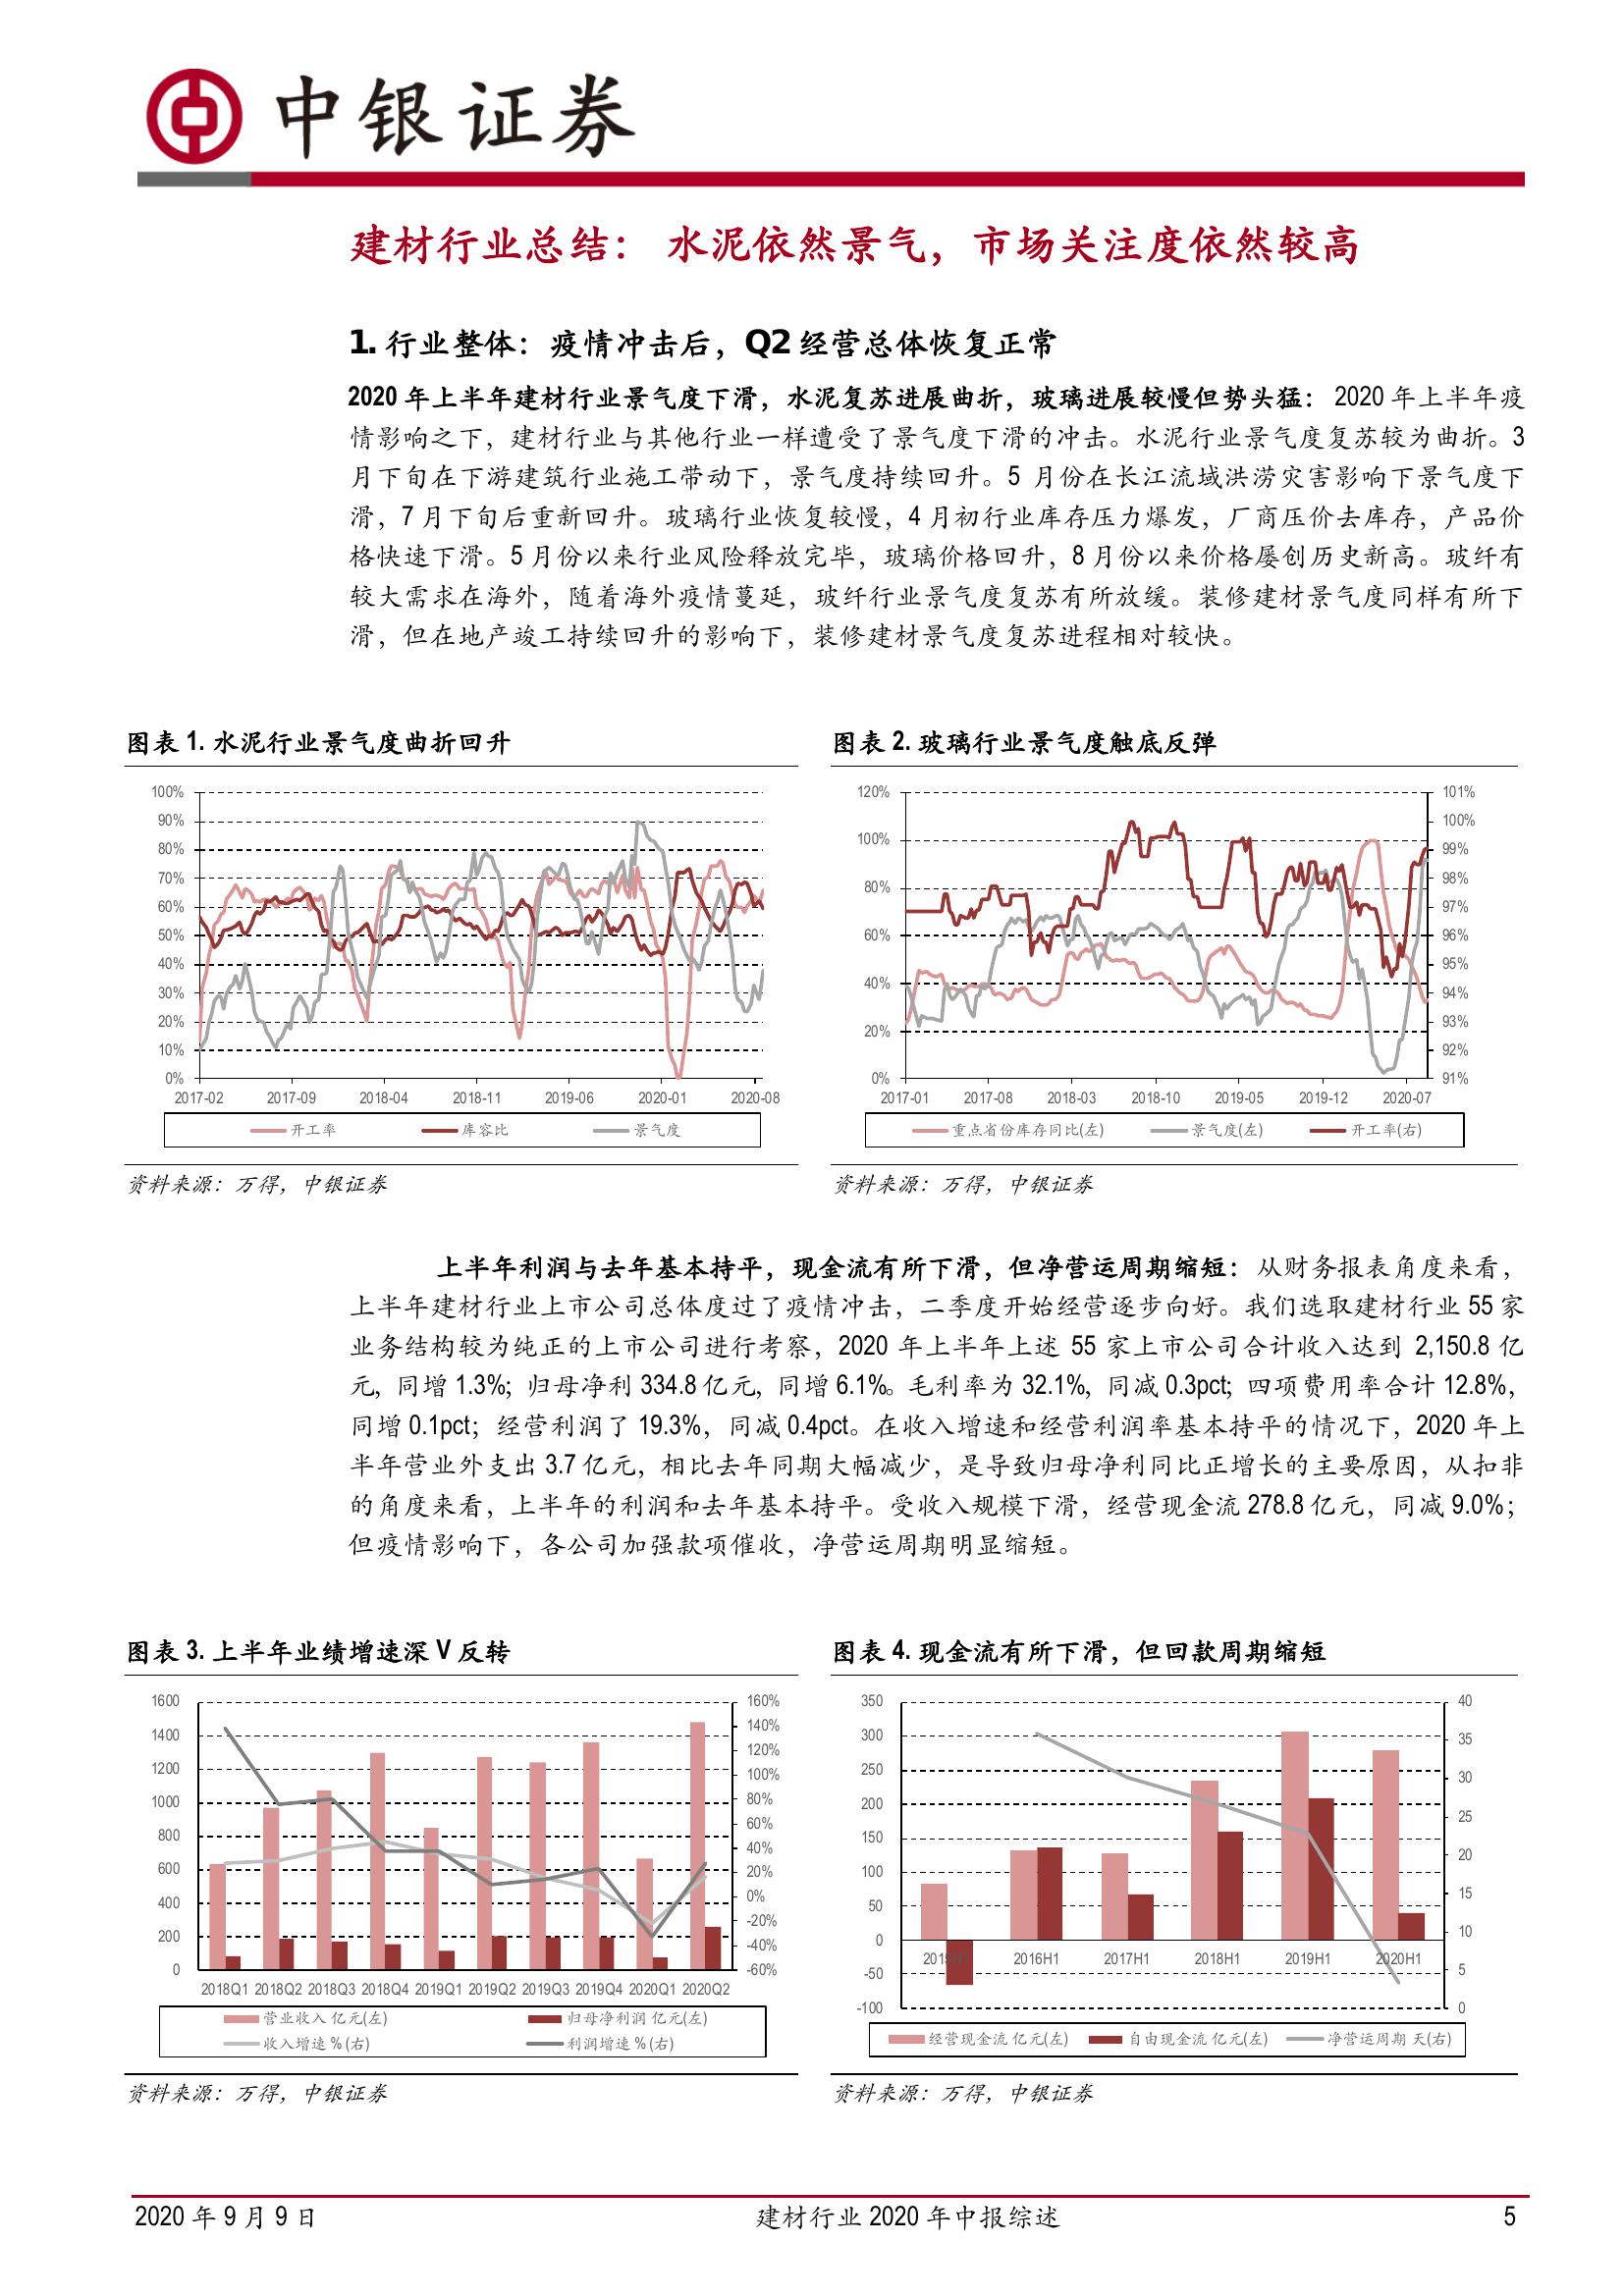 中银证券
建材行业总结： 水泥依然景气，市场关注度依然较高
1. 行业整体：疫情冲击后，Q2 经营总体恢复正常
2020 年上半年建材行业景气度下滑，水泥复苏进展曲折，玻璃进展较慢但势头猛：2020 年上半年疫
情影响之下，建材行业与其他行业一样遭受了景气度下滑的冲击。水泥行业景气度复苏较为曲折。3
月下旬在下游建筑行业施工带动下，景气度持续回升。5 月份在长江流域洪涝灾害影响下景气度下
滑，7 月下旬后重新回升。玻璃行业恢复较慢，4 月初行业库存压力爆发，厂商压价去库存，产品价
格快速下滑。5 月份以来行业风险释放完毕，玻璃价格回升，8 月份以来价格屡创历史新高。玻纤有
较大需求在海外，随着海外疫情蔓延，玻纤行业景气度复苏有所放缓。装修建材景气度同样有所下
滑，但在地产竣工持续回升的影响下，装修建材景气度复苏进程相对较快。
图表 1. 水泥行业景气度曲折回升
100%
90%
80%
70%
60%
50%
40%
30%
20%
10%
0%
2017-02 2017-09 2018-04 2018-11 2019-06 2020-01 2020-08
开工率 库容比 景气度
资料来源：万得，中银证券
图表 2. 玻璃行业景气度触底反弹
120%
100%
80%
60%
40%
20%
0%
101%
100%
99%
98%
97%
96%
95%
94%
93%
92%
91%
2017-01 2017-08 2018-03 2018-10 2019-05 2019-12 2020-07
重点省份库存同比(左) 景气度(左) 开工率(右)
资料来源：万得，中银证券
上半年利润与去年基本持平，现金流有所下滑，但净营运周期缩短：从财务报表角度来看，
上半年建材行业上市公司总体度过了疫情冲击，二季度开始经营逐步向好。我们选取建材行业 55 家
业务结构较为纯正的上市公司进行考察，2020 年上半年上述 55 家上市公司合计收入达到 2,150.8 亿
元, 同增 1.3%; 归母净利 334.8 亿元, 同增 6.1%。毛利率为 32.1%, 同减 0.3pct; 四项费用率合计 12.8%,
同增 0.1pct；经营利润了 19.3%，同减 0.4pct。在收入增速和经营利润率基本持平的情况下，2020 年上
半年营业外支出 3.7 亿元，相比去年同期大幅减少，是导致归母净利同比正增长的主要原因，从扣非
的角度来看，上半年的利润和去年基本持平。受收入规模下滑，经营现金流 278.8 亿元，同减 9.0%；
但疫情影响下，各公司加强款项催收，净营运周期明显缩短。
图表 3. 上半年业绩增速深 V 反转
1600
1400
1200
1000
800
600
400
200
0
160%
140%
120%
100%
80%
60%
40%
20%
0%
-20%
-40%
-60%
2018Q1 2018Q2 2018Q3 2018Q4 2019Q1 2019Q2 2019Q3 2019Q4 2020Q1 2020Q2
营业收入 亿元(左) 归母净利润 亿元(左)
收入增速 %(右) 利润增速 %(右)
资料来源：万得，中银证券
图表 4. 现金流有所下滑，但回款周期缩短
350
300
250
200
150
100
50
0
-50
-100
40
35
30
25
20
15
10
5
0
2015H1 2016H1 2017H1 2018H1 2019H1 2020H1
经营现金流 亿元(左) 自由现金流 亿元(左) 净营运周期 天(右)
资料来源：万得，中银证券
2020 年 9 月 9 日 建材行业 2020 年中报综述 5